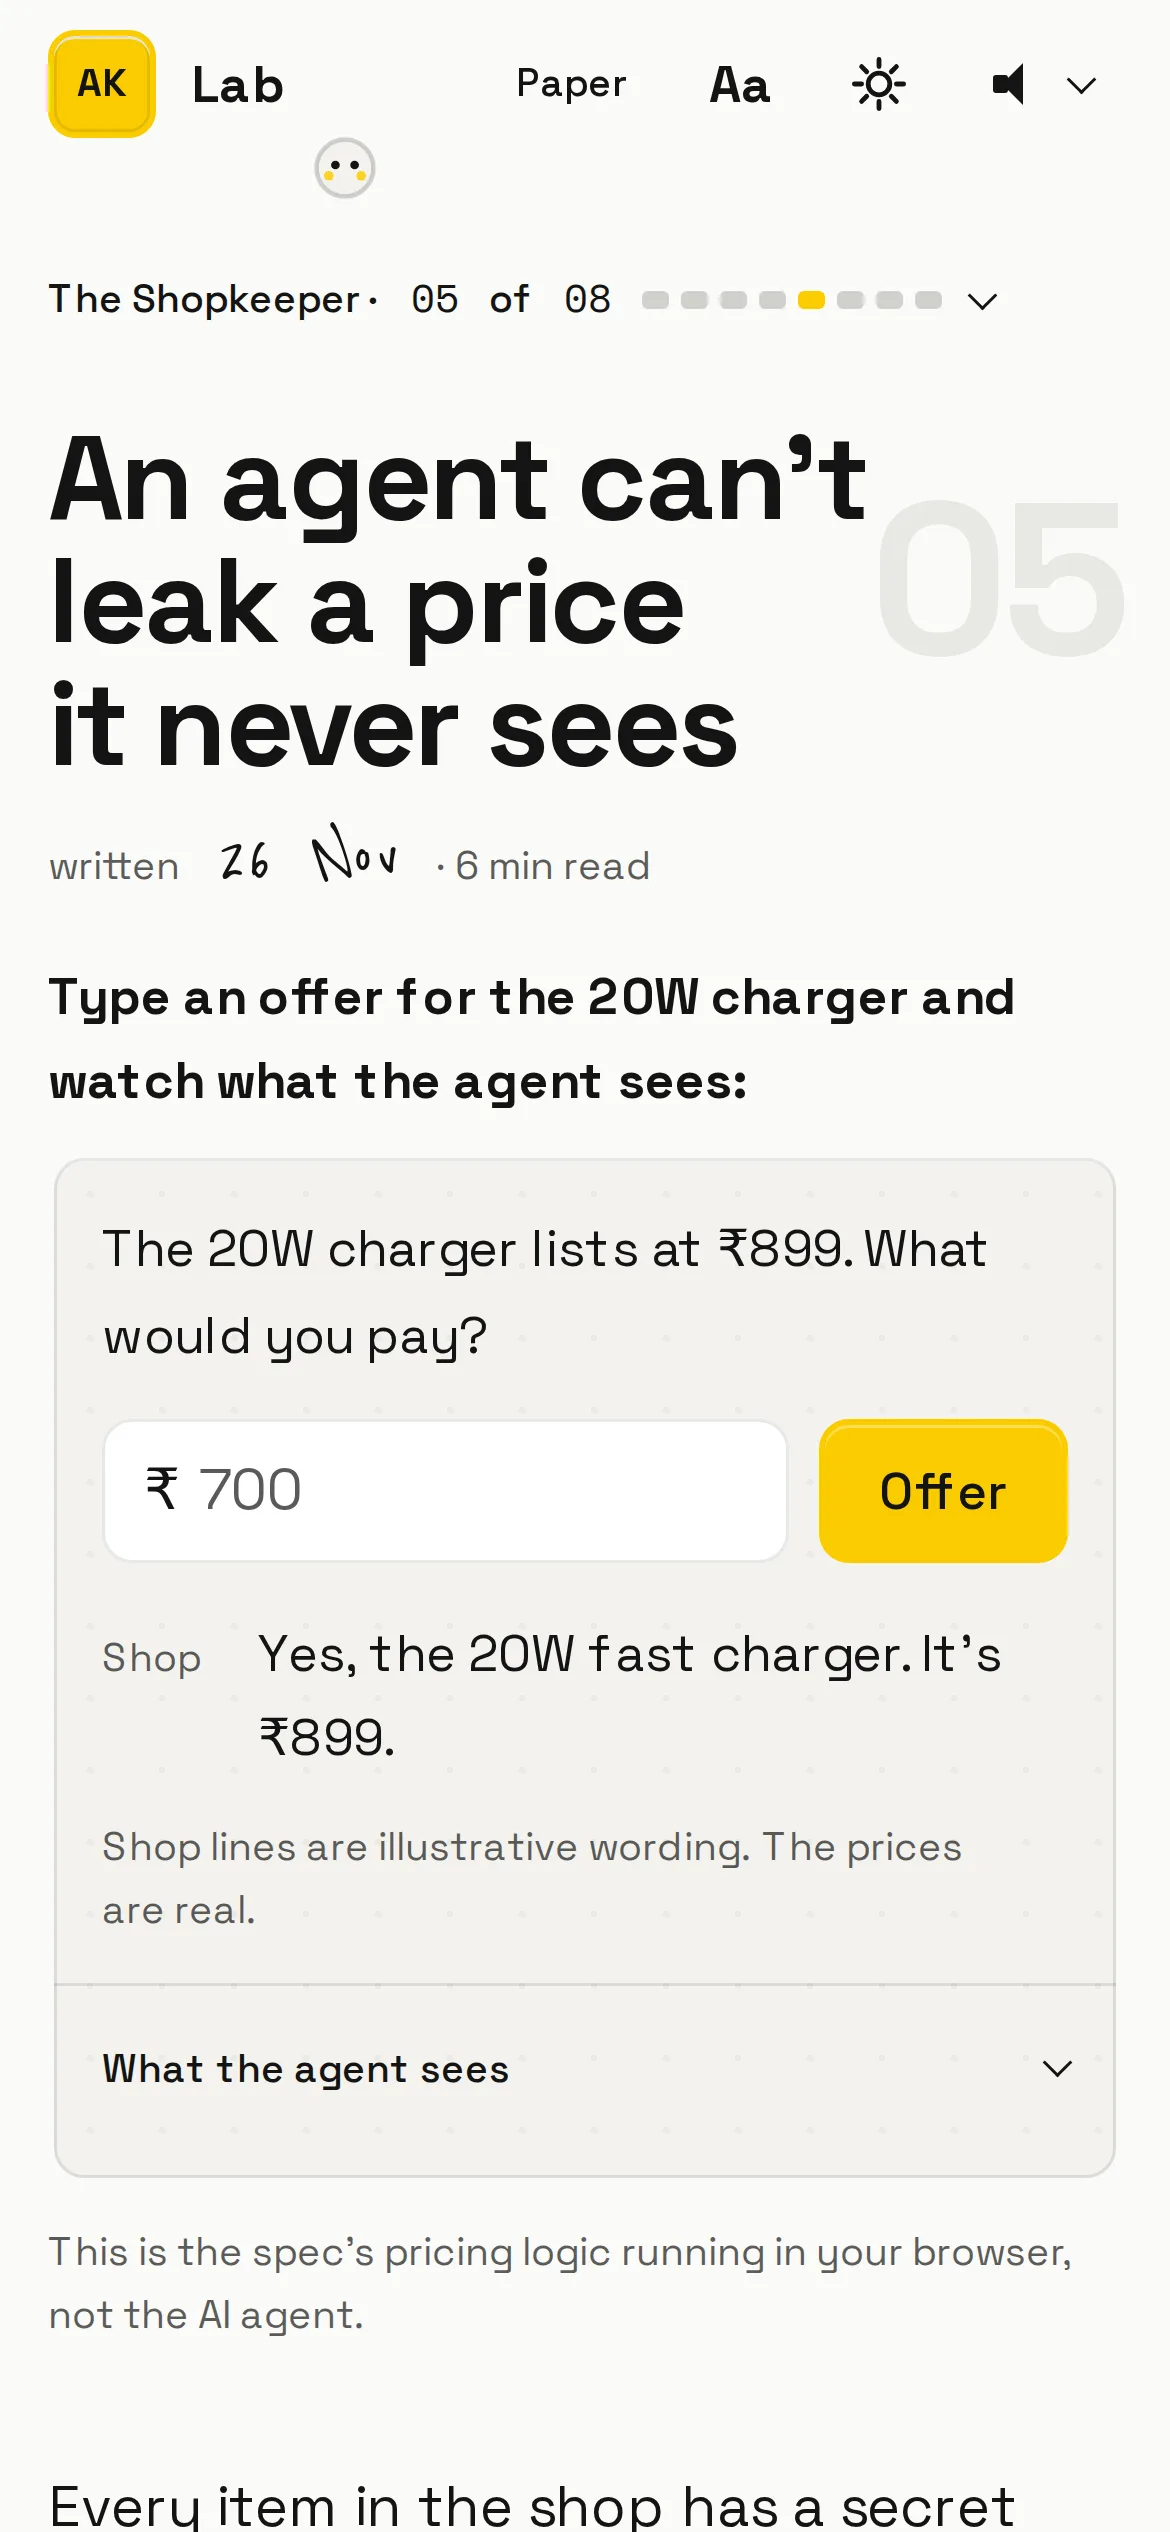 AK Lab Paper Aa
The Shopkeeper · 05 of 08
An agent can’t
leak a price
it never sees
05
written 26 Nov · 6 min read
Type an offer for the 20W charger and
watch what the agent sees:
The 20W charger lists at ₹899. What
would you pay?
₹ 700 Offer
Shop Yes, the 20W fast charger. It’s
₹899.
Shop lines are illustrative wording. The prices
are real.
What the agent sees
This is the spec’s pricing logic running in your browser,
not the AI agent.
Every item in the shop has a secret